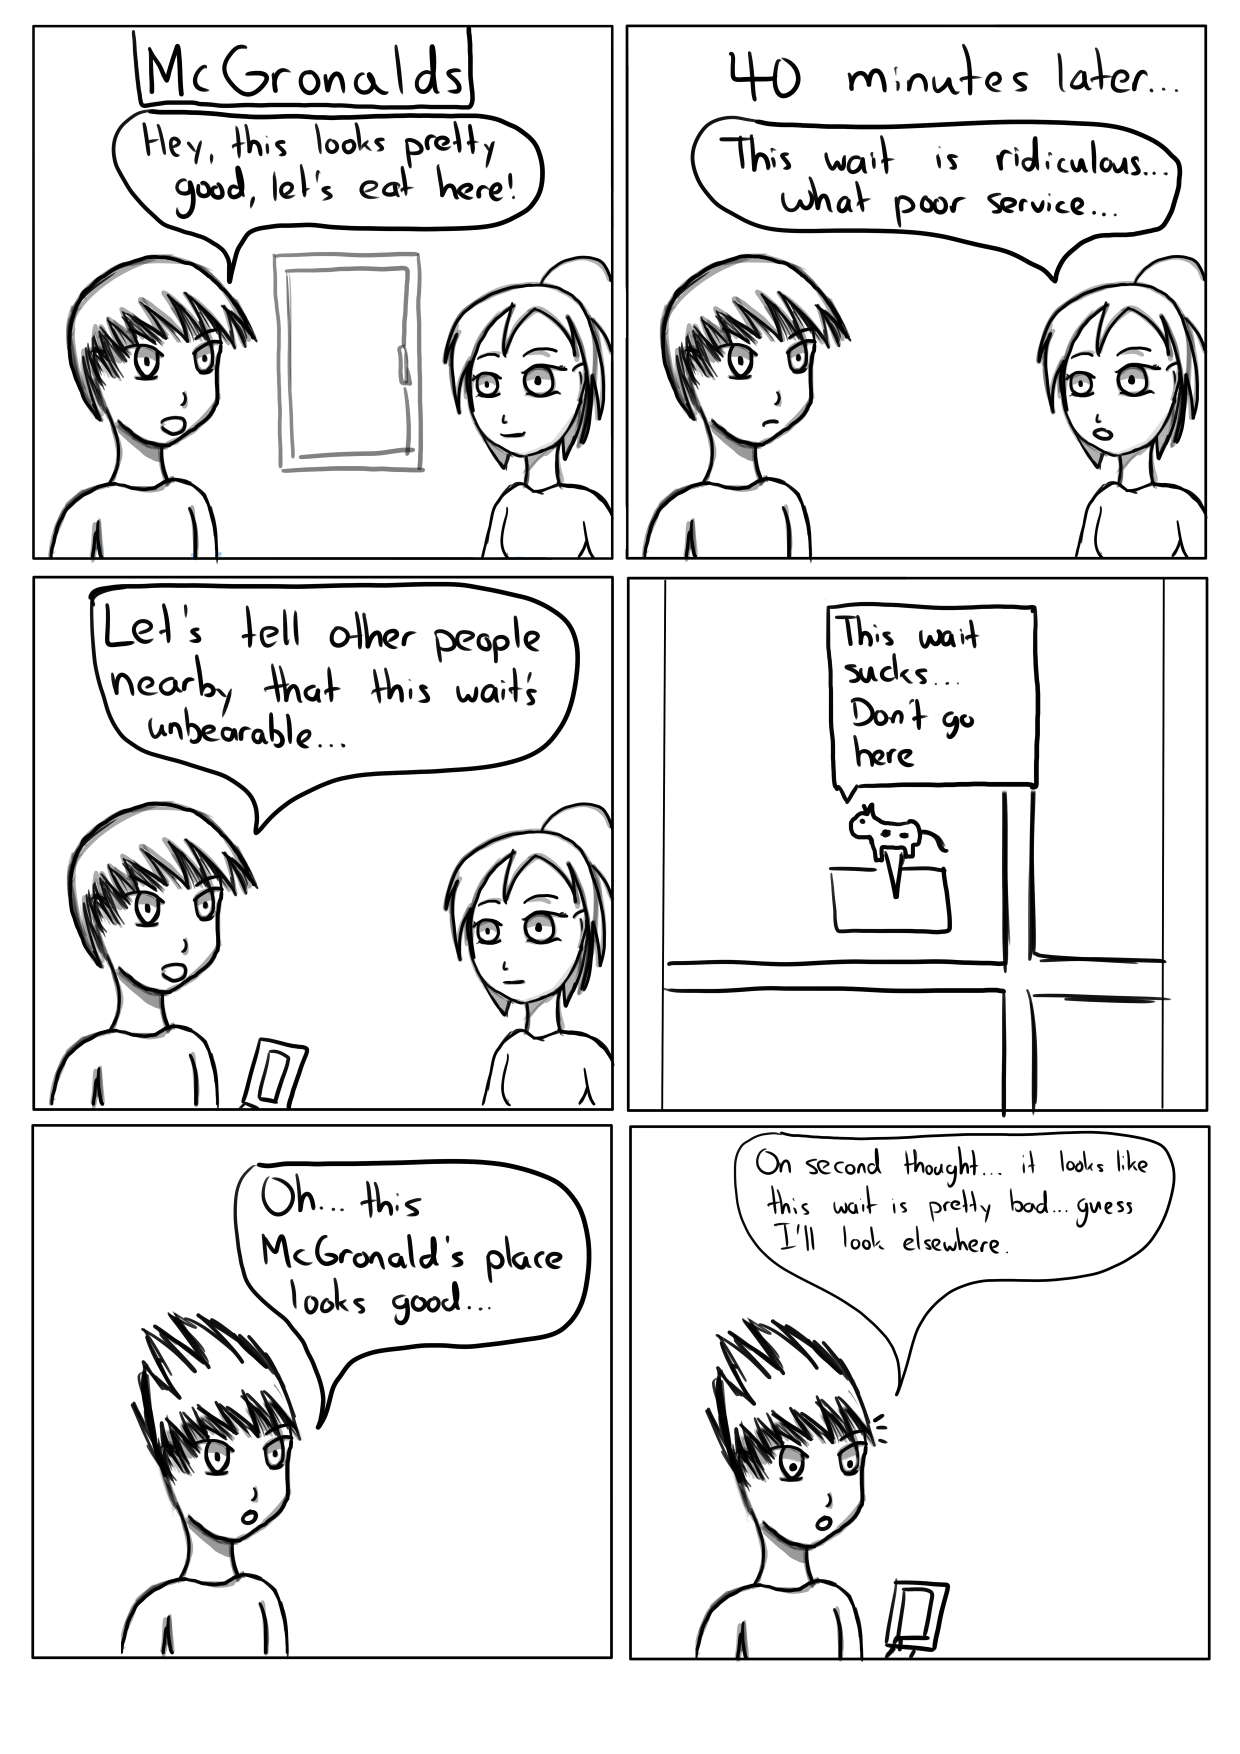 McGronalds
Hey, this looks pretty
good, let's eat here!
40 minutes later...
This wait is ridiculous...
what poor service...
Let's tell other people
nearby that this wait's
unbearable...
This wait
sucks...
Don't go
here
Oh... this
McGronald's place
looks good...
On second thought... it looks like
this wait is pretty bad... guess
I'll look elsewhere.